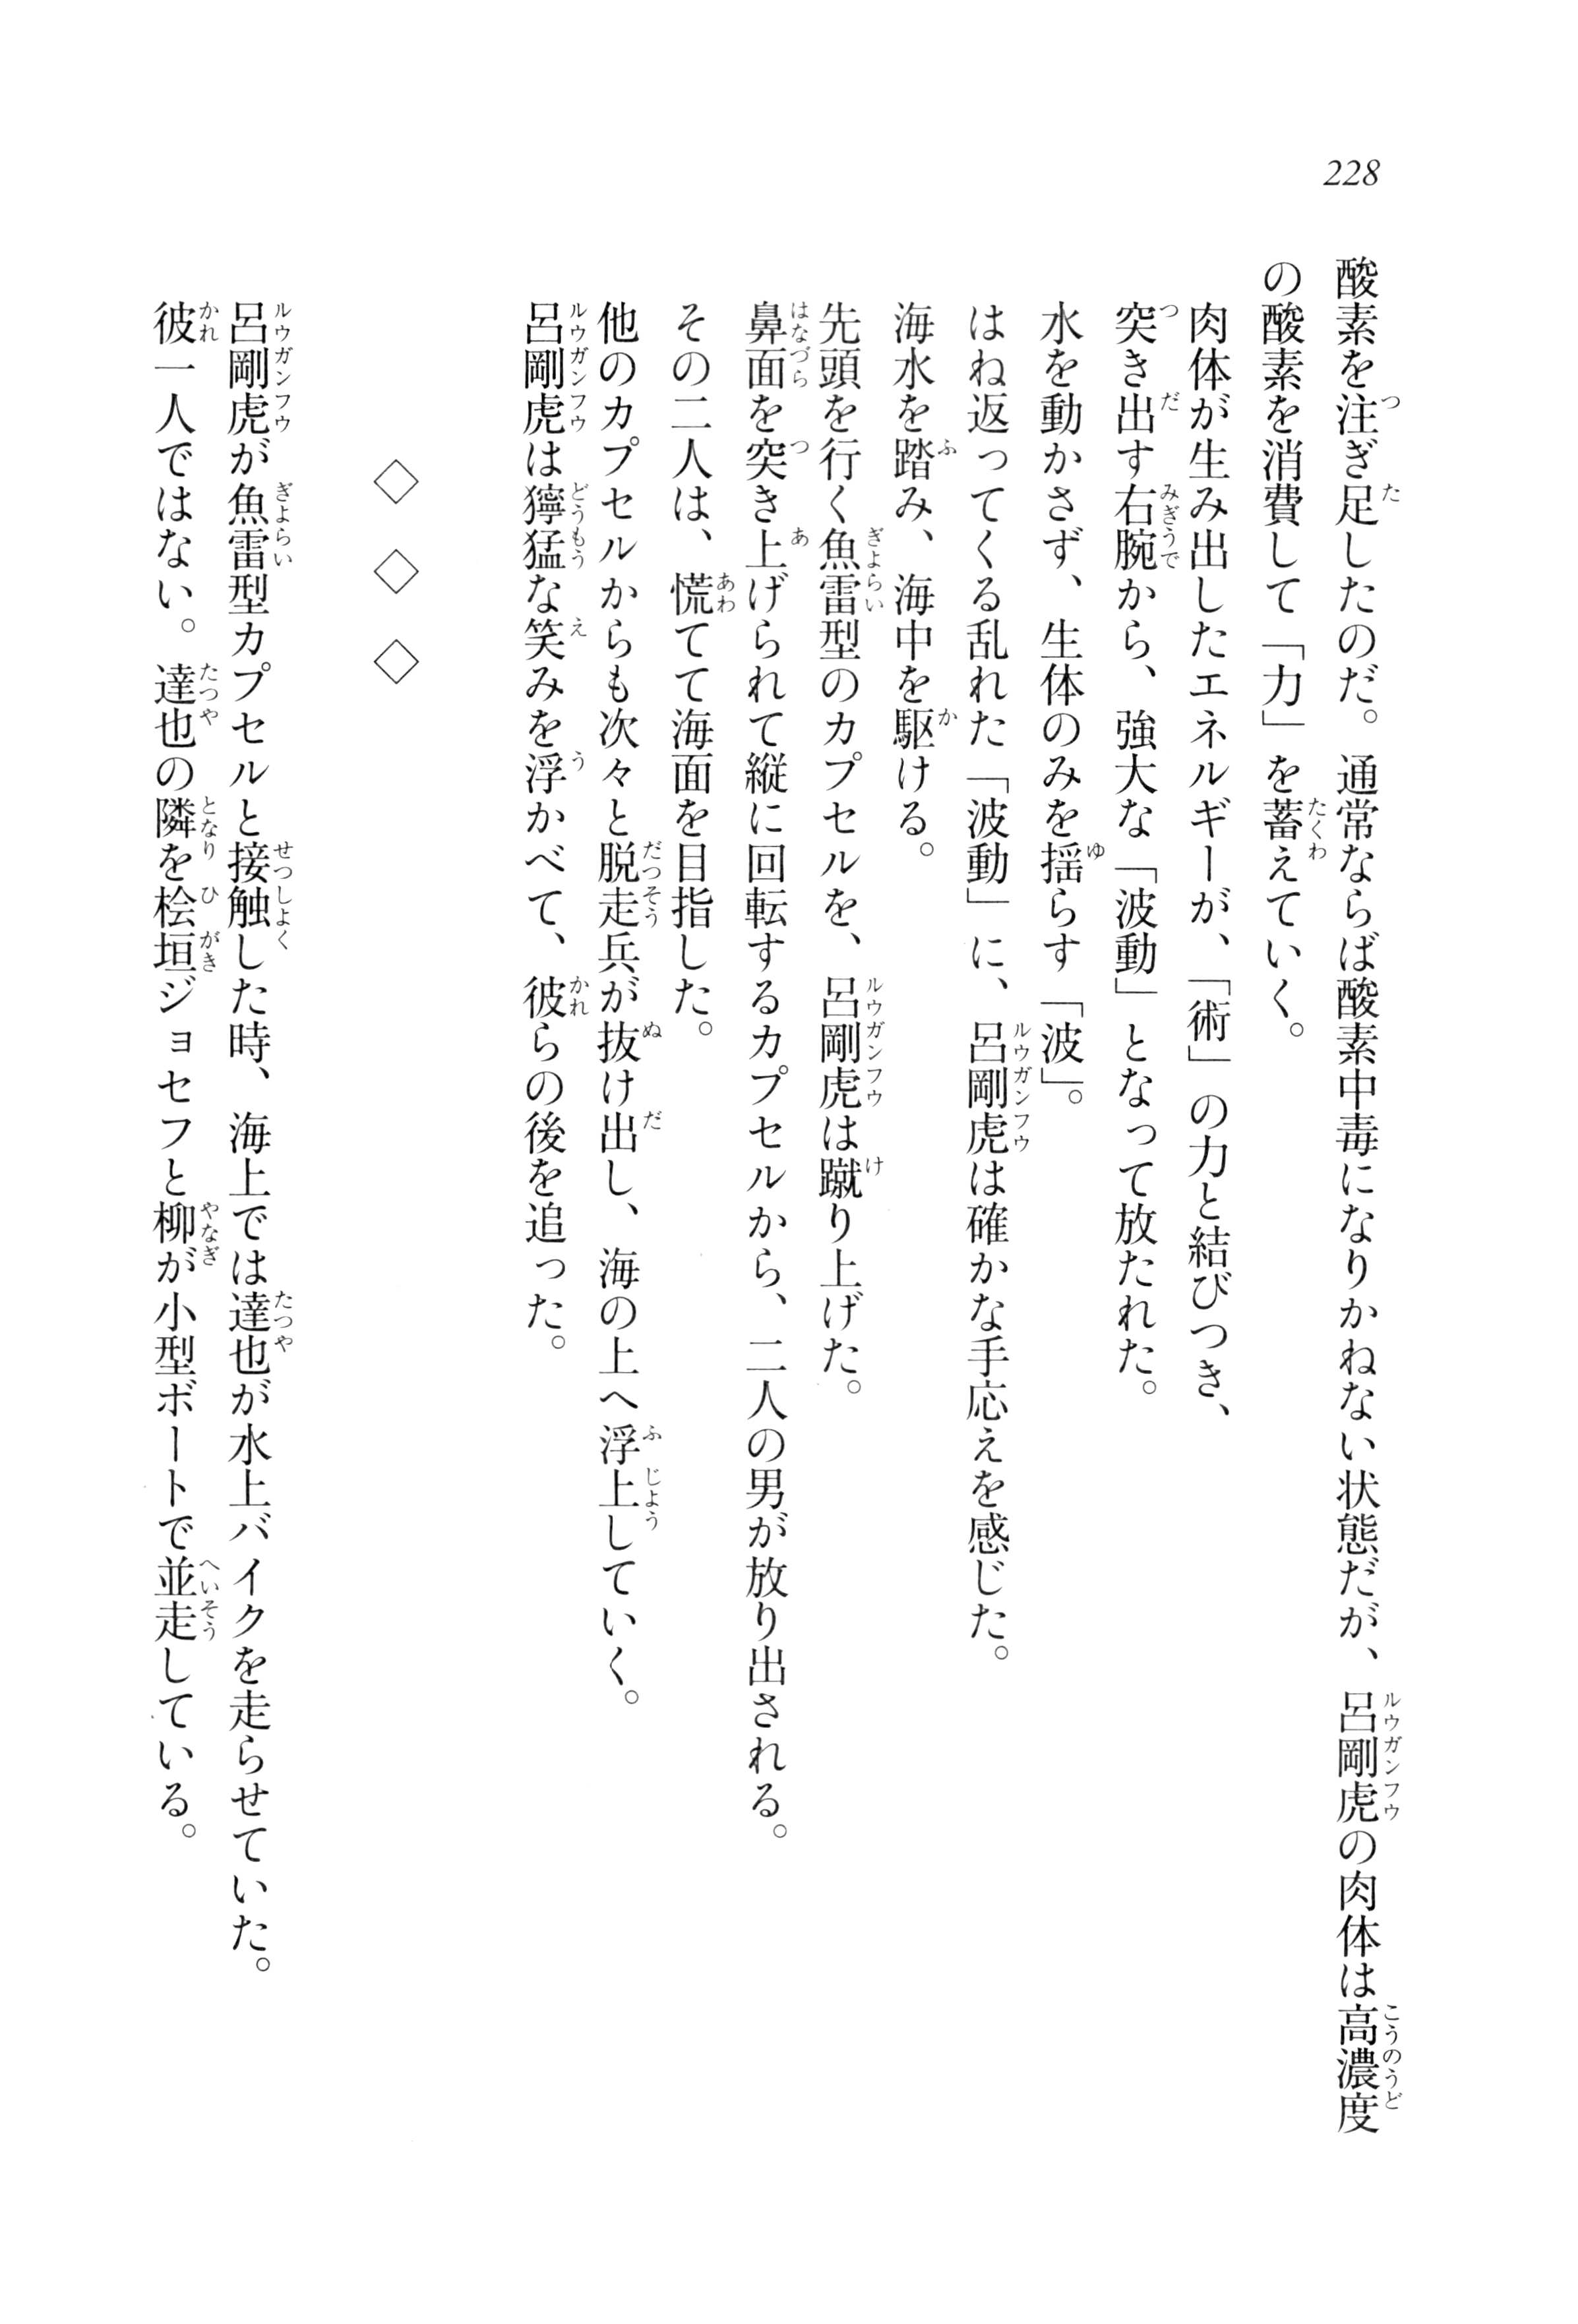 228
酸素を注ぎ足したのだ。通常ならば酸素中毒になりかねない状態だが、呂剛虎の肉体は高濃度
の酸素を消費して「力」を蓄えていく。
肉体が生み出したエネルギーが、「術」の力と結びつき、
突き出す右腕から、強大な「波動」となって放たれた。
水を動かさず、生体のみを揺らす「波」。
はね返ってくる乱れた「波動」に、呂剛虎は確かな手応えを感じた。
海水を踏み、海中を駆ける。
先頭を行く魚雷型のカプセルを、呂剛虎は蹴り上げた。
鼻面を突き上げられて縦に回転するカプセルから、二人の男が放り出される。
その二人は、慌てて海面を目指した。
他のカプセルからも次々と脱走兵が抜け出し、海の上へ浮上していく。
呂剛虎は獰猛な笑みを浮かべて、彼らの後を追った。
◇ ◇ ◇
呂剛虎が魚雷型カプセルと接触した時、海上では達也が水上バイクを走らせていた。
彼一人ではない。達也の隣を桧垣ジョセフと柳が小型ボートで並走している。